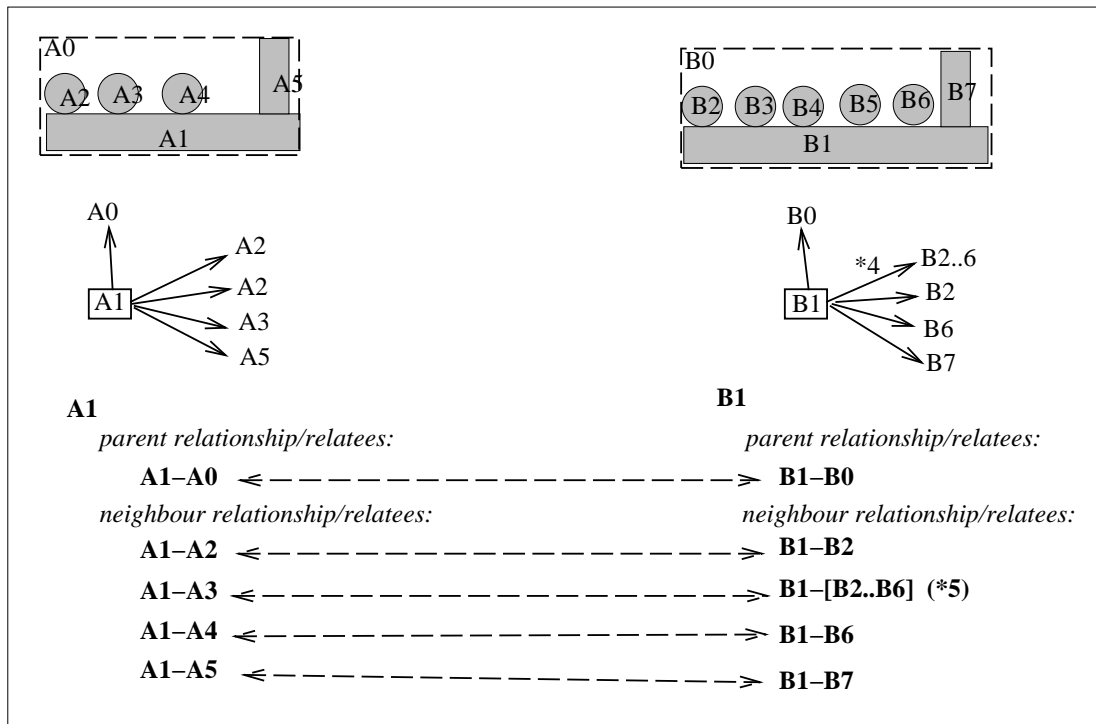 A0
A2 A3 A4 A5
A1
B0
B2 B3 B4 B5 B6 B7
B1
A0
A2
A2
A1
A3
A5
B0
*4 B2..6
B2
B1
B6
B7
A1
parent relationship/relatees:
A1–A0
neighbour relationship/relatees:
A1–A2
A1–A3
A1–A4
A1–A5
B1
parent relationship/relatees:
B1–B0
neighbour relationship/relatees:
B1–B2
B1–[B2..B6] (*5)
B1–B6
B1–B7